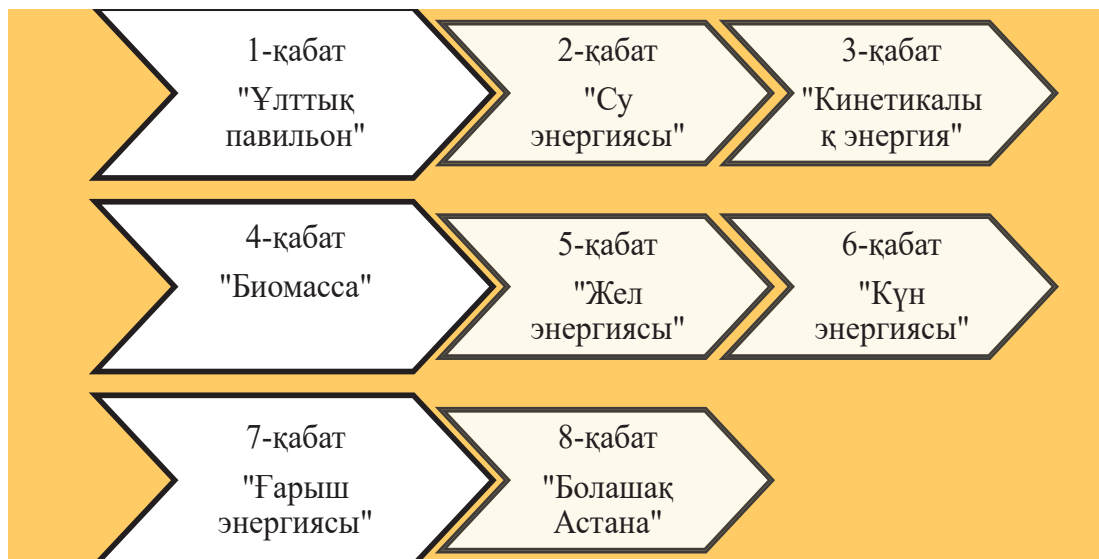 1-қабат
"Ұлттық
павильон"
2-қабат
"Су
энергиясы"
3-қабат
"Кинетикалы
қ энергия"
4-қабат
"Биомасса"
5-қабат
"Жел
энергиясы"
6-қабат
"Күн
энергиясы"
7-қабат
"Ғарыш
энергиясы"
8-қабат
"Болашақ
Астана"